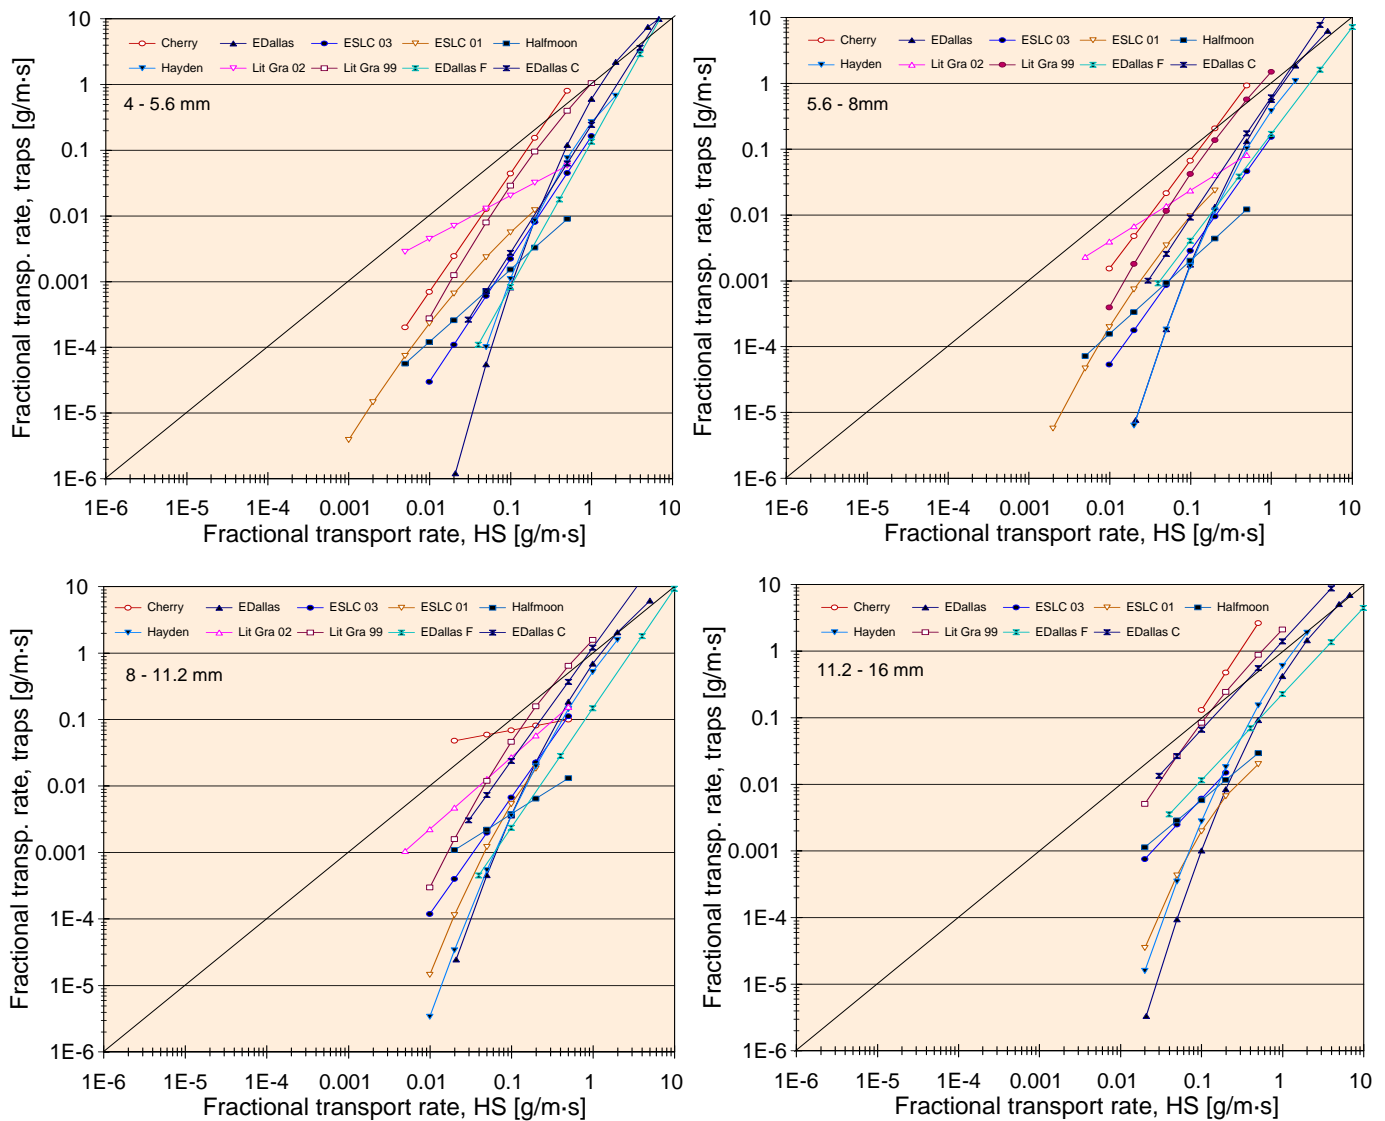 Fractional transp. rate, traps [g/m·s]
10
1
0.1
0.01
0.001
1E-4
1E-5
1E-6
Cherry EDallas ESLC 03 ESLC 01 Halfmoon
Hayden Lit Gra 02 Lit Gra 99 EDallas F EDallas C
4 - 5.6 mm
1E-6 1E-5 1E-4 0.001 0.01 0.1 1 10
Fractional transport rate, HS [g/m·s]
Fractional transp. rate, traps [g/m·s]
10
1
0.1
0.01
0.001
1E-4
1E-5
1E-6
Cherry EDallas ESLC 03 ESLC 01 Halfmoon
Hayden Lit Gra 02 Lit Gra 99 EDallas F EDallas C
5.6 - 8mm
1E-6 1E-5 1E-4 0.001 0.01 0.1 1 10
Fractional transport rate, HS [g/m·s]
Fractional transp. rate, traps [g/m·s]
10
1
0.1
0.01
0.001
1E-4
1E-5
1E-6
Cherry EDallas ESLC 03 ESLC 01 Halfmoon
Hayden Lit Gra 02 Lit Gra 99 EDallas F EDallas C
8 - 11.2 mm
1E-6 1E-5 1E-4 0.001 0.01 0.1 1 10
Fractional transport rate, HS [g/m·s]
Fractional transp. rate, traps [g/m·s]
10
1
0.1
0.01
0.001
1E-4
1E-5
1E-6
Cherry EDallas ESLC 03 ESLC 01 Halfmoon
Hayden Lit Gra 99 EDallas F EDallas C
11.2 - 16 mm
1E-6 1E-5 1E-4 0.001 0.01 0.1 1 10
Fractional transport rate, HS [g/m·s]